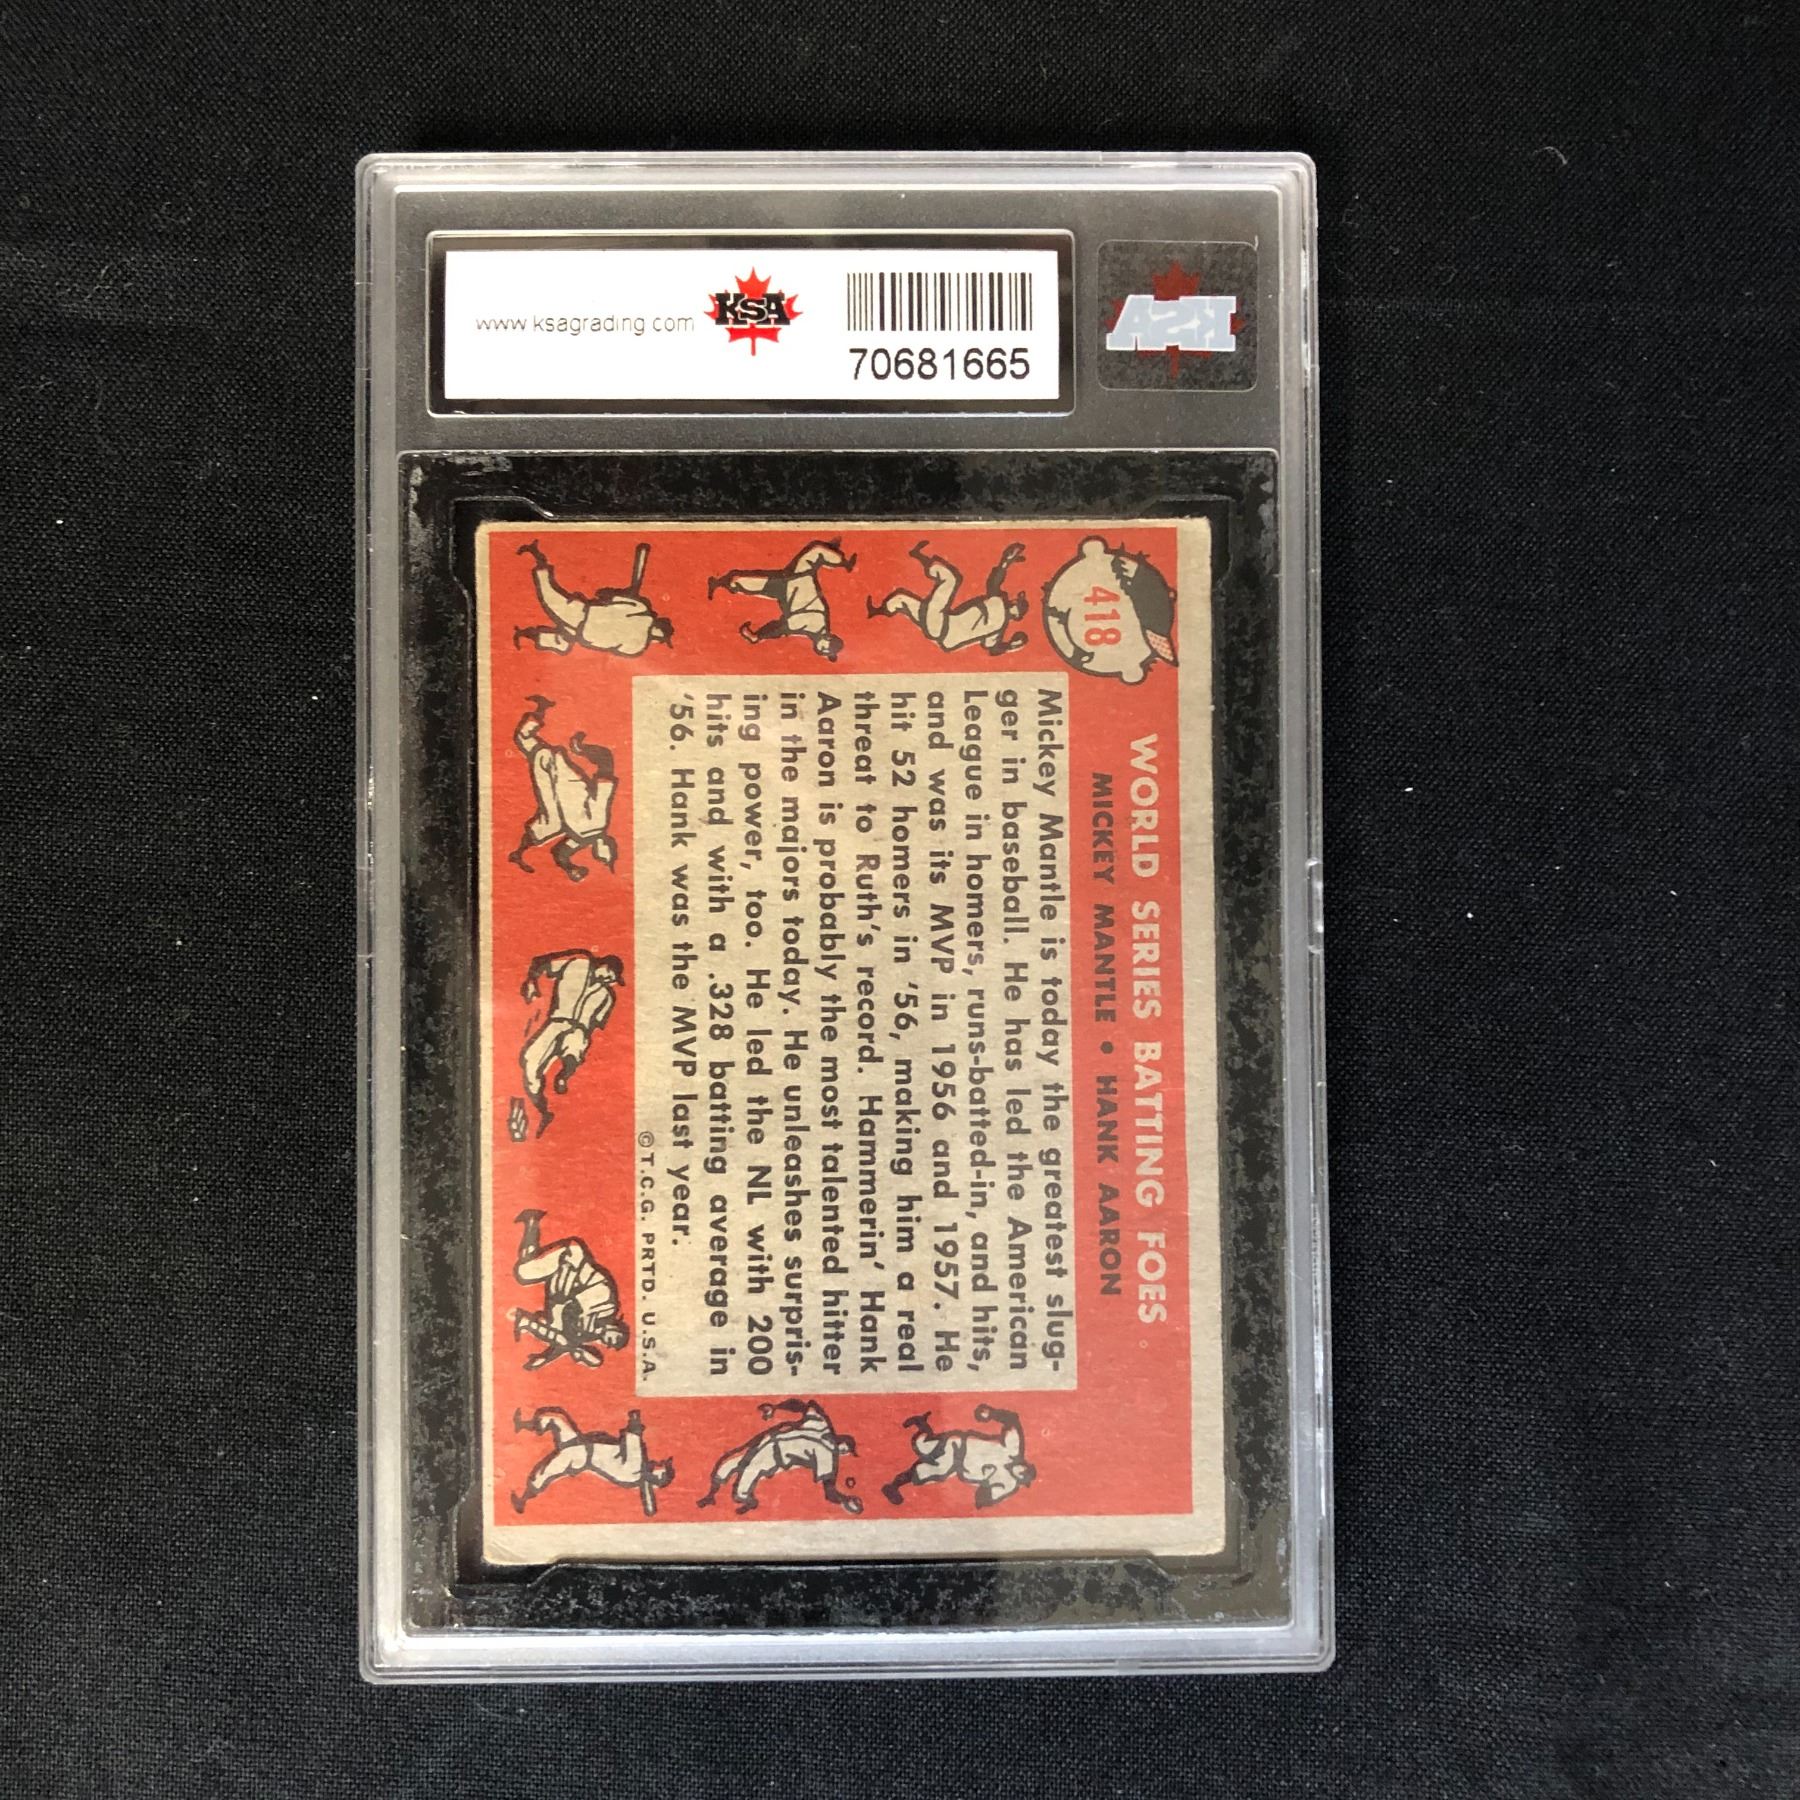 www.ksagrading.com
KSA
70681665
KSA
418
WORLD SERIES BATTING FOES
MICKEY MANTLE • HANK AARON
Mickey Mantle is today the greatest slug-
ger in baseball. He has led the American
League in homers, runs-batted-in, and hits,
and was its MVP in 1956 and 1957. He
hit 52 homers in '56, making him a real
threat to Ruth's record. Hammerin' Hank
Aaron is probably the most talented hitter
in the majors today. He unleashes surpris-
ing power, too. He led the NL with 200
hits and with a .328 batting average in
'56. Hank was the MVP last year.
©T.C.G. PRTD. U.S.A.